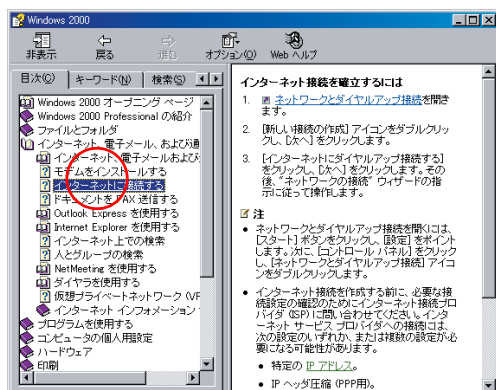 Windows 2000
非表示
戻る
進む
オプション(O)
Web ヘルプ
目次(C)
キーワード(N)
検索(S)
Windows 2000 オープニング ページ
Windows 2000 Professional の紹介
ファイルとフォルダ
インターネット、電子メール、および通
インターネット、電子メールおよび
モデムをインストールする
インターネットに接続する
ドキュメントを FAX 送信する
Outlook Express を使用する
Internet Explorer を使用する
インターネット上での検索
人とグループの検索
NetMeeting を使用する
ダイヤラを使用する
仮想プライベートネットワーク (VF
インターネット インフォメーション
プログラムを使用する
コンピュータの個人用設定
ハードウェア
印刷
インターネット接続を確立するには
1. ネットワークとダイヤルアップ接続を開き
ます。
2. [新しい接続の作成] アイコンをダブルクリッ
クし、[次へ] をクリックします。
3. [インターネットにダイヤルアップ接続する]
をクリックし、[次へ] をクリックします。その
後、"ネットワークの接続" ウィザードの指
示に従って操作します。
注
• ネットワークとダイヤルアップ接続を開くには、
[スタート] ボタンをクリックし、[設定] をポイント
します。次に、[コントロール パネル] をクリック
し、[ネットワークとダイヤルアップ接続] アイコ
ンをダブルクリックします。
• インターネット接続を作成する前に、必要な接
続設定の確認のためにインターネット接続プロ
バイダ (ISP) に問い合わせてください。インタ
ーネット サービス プロバイダへの接続には、
次の設定のいずれか、または複数の設定が必
要になる可能性があります。
• 特定の IP アドレス。
• IP ヘッダ圧縮 (PPP用)。